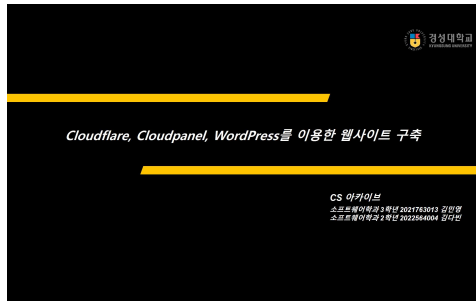 경성대학교
KYUNGSUNG UNIVERSITY
Cloudflare, Cloudpanel, WordPress를 이용한 웹사이트 구축
CS 아카이브
소프트웨어학과 3학년 2021763013 김민영
소프트웨어학과 2학년 2022564004 김다빈